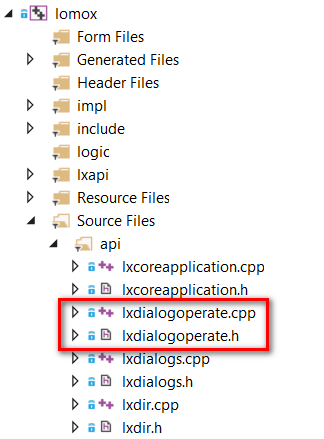 lomox
Form Files
Generated Files
Header Files
impl
include
logic
lxapi
Resource Files
Source Files
api
lxcoreapplication.cpp
lxcoreapplication.h
lxdialogoperate.cpp
lxdialogoperate.h
lxdialogs.cpp
lxdialogs.h
lxdir.cpp
lxdir.h